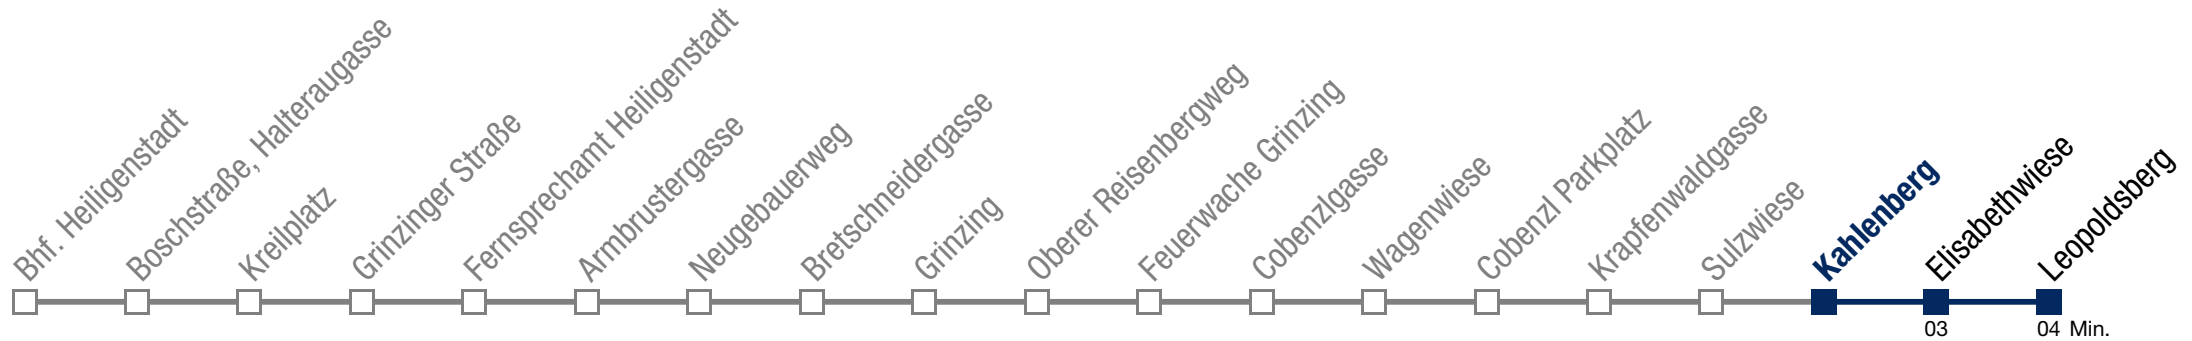 Bhf. Heiligenstadt
Boschstraße, Halteraugasse
Kreilplatz
Grinzinger Straße
Fernsprechamt Heiligenstadt
Armbrustergasse
Neugebauerweg
Bretschneidergasse
Grinzing
Oberer Reisenbergweg
Feuerwache Grinzing
Cobenzlgasse
Wagenwiese
Cobenzl Parkplatz
Krapfenwaldgasse
Sulzwiese
Kahlenberg
Elisabethwiese
Leopoldsberg
03 04 Min.